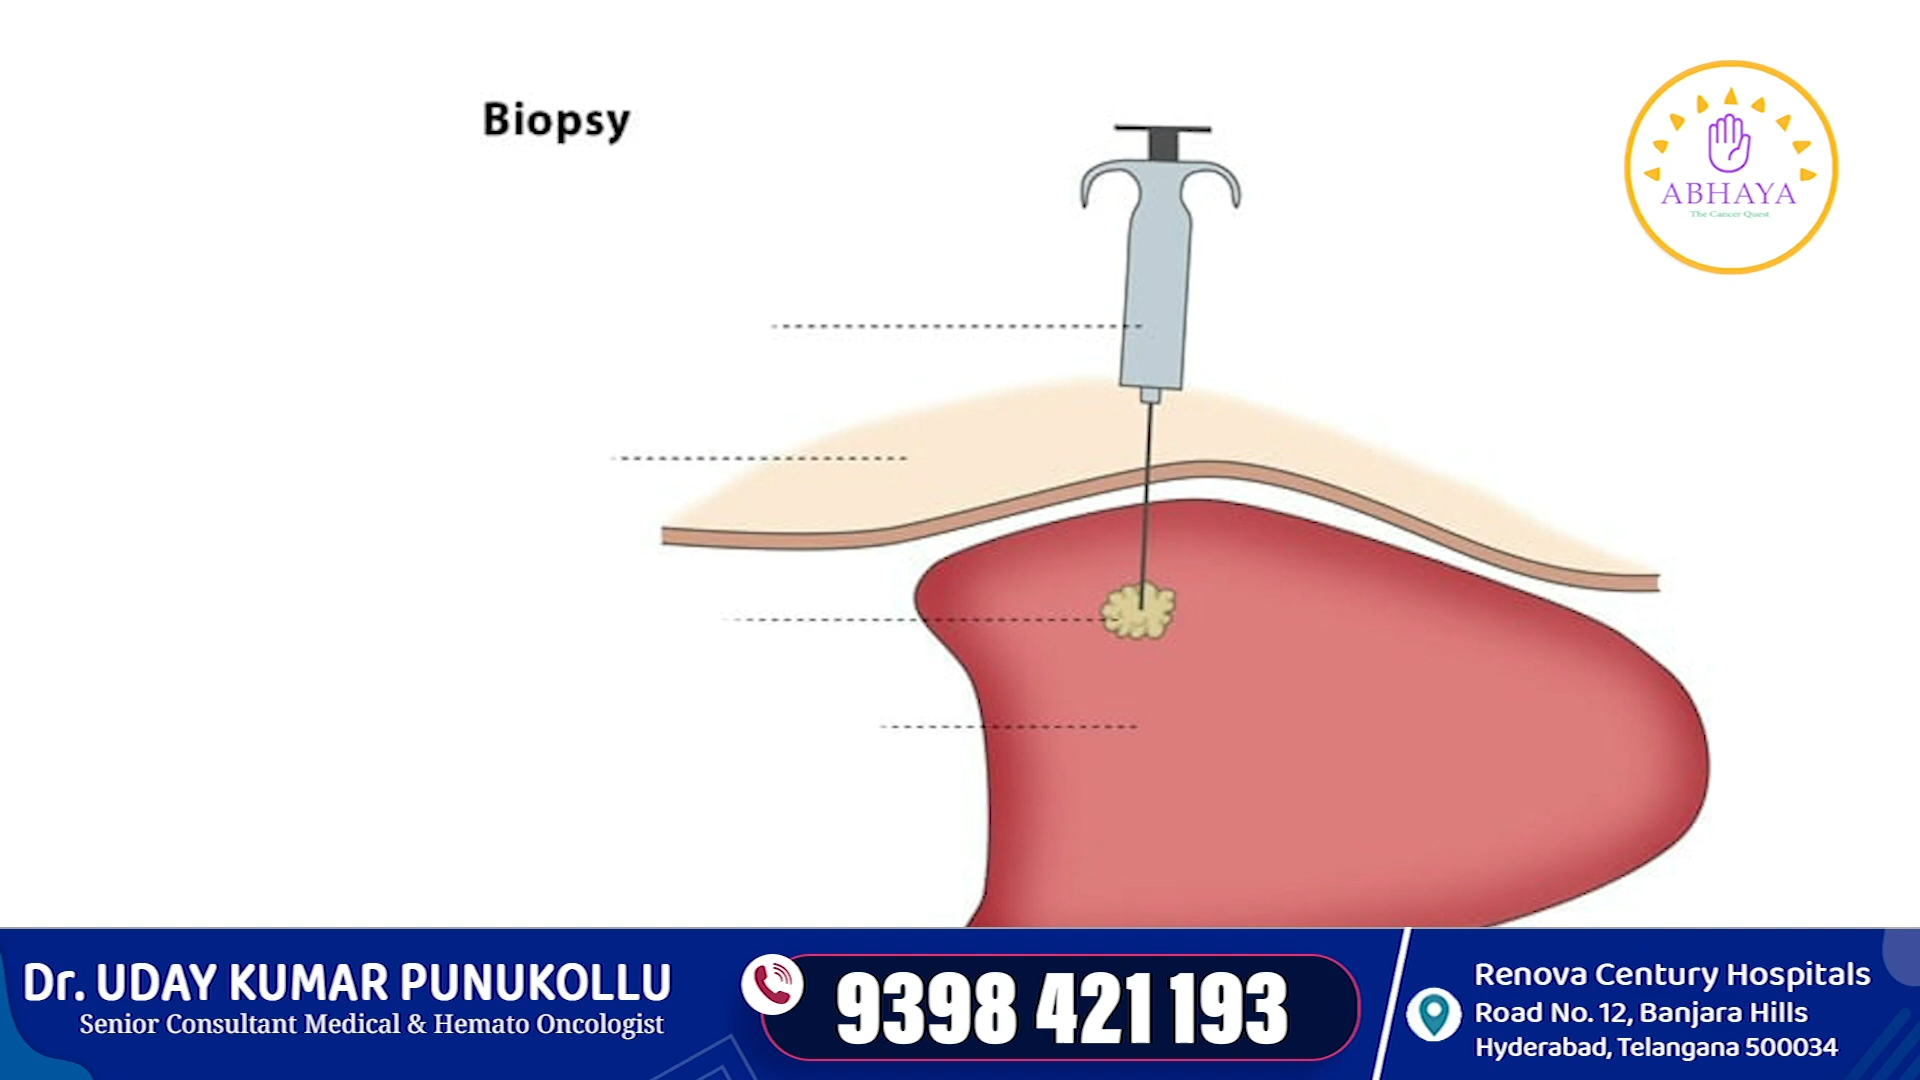 Biopsy
ABHAYA
The Cancer Quest
Dr. UDAY KUMAR PUNUKOLLU
Senior Consultant Medical & Hemato Oncologist
9398 421 193
Renova Century Hospitals
Road No. 12, Banjara Hills
Hyderabad, Telangana 500034